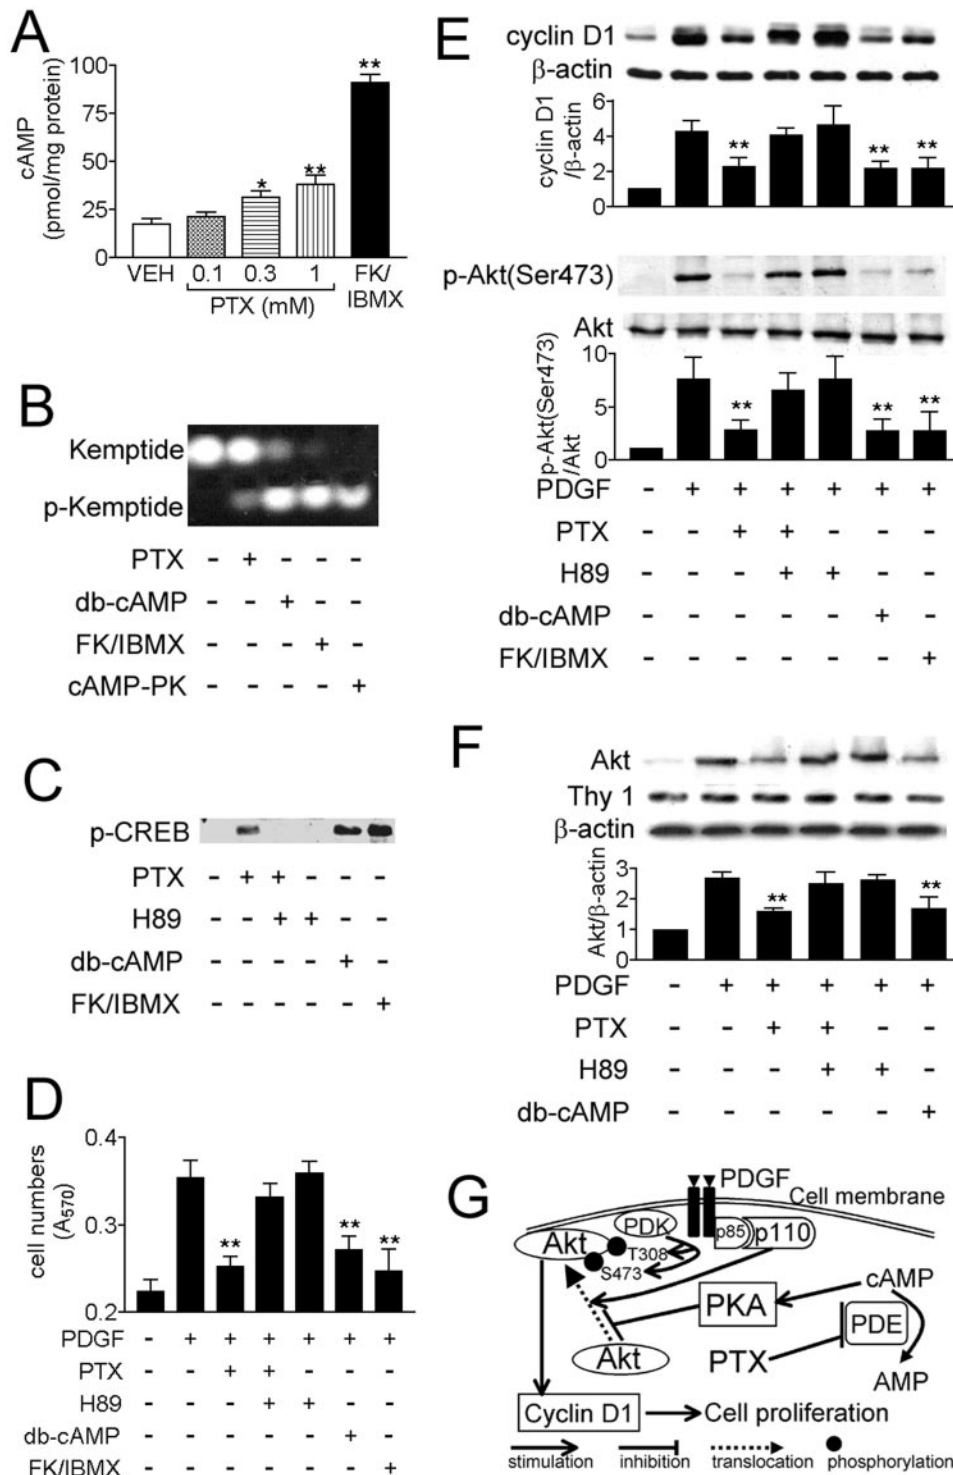 A
cAMP
(pmol/mg protein)
100
75
50
25
0
*
**
**
VEH
0.1
0.3
1
FK/
IBMX
PTX (mM)
B
Kemptide
p-Kemptide
PTX - + - - -
db-cAMP - - + - -
FK/IBMX - - - + -
cAMP-PK - - - - +
C
p-CREB
PTX - + + - - -
H89 - - + + - -
db-cAMP - - - - + -
FK/IBMX - - - - - +
D
cell numbers
(A570)
0.4
0.3
0.2
**
**
**
PDGF - + + + + + +
PTX - - + + - - -
H89 - - - + + - -
db-cAMP - - - - - + -
FK/IBMX - - - - - - +
E
cyclin D1
β-actin
cyclin D1
/β-actin
6
4
2
0
**
**
**
p-Akt(Ser473)
Akt
p-Akt(Ser473)
/Akt
10
5
0
**
**
**
PDGF - + + + + + +
PTX - - + + - - -
H89 - - - + + - -
db-cAMP - - - - - + -
FK/IBMX - - - - - - +
F
Akt
Thy 1
β-actin
Akt/β-actin
3
2
1
0
**
**
PDGF - + + + + +
PTX - - + + - -
H89 - - - + + -
db-cAMP - - - - - +
G
PDGF
Cell membrane
PDK
p85
p110
Akt
T308
S473
cAMP
PKA
PDE
Akt
PTX
AMP
Cyclin D1
Cell proliferation
stimulation
inhibition
translocation
phosphorylation